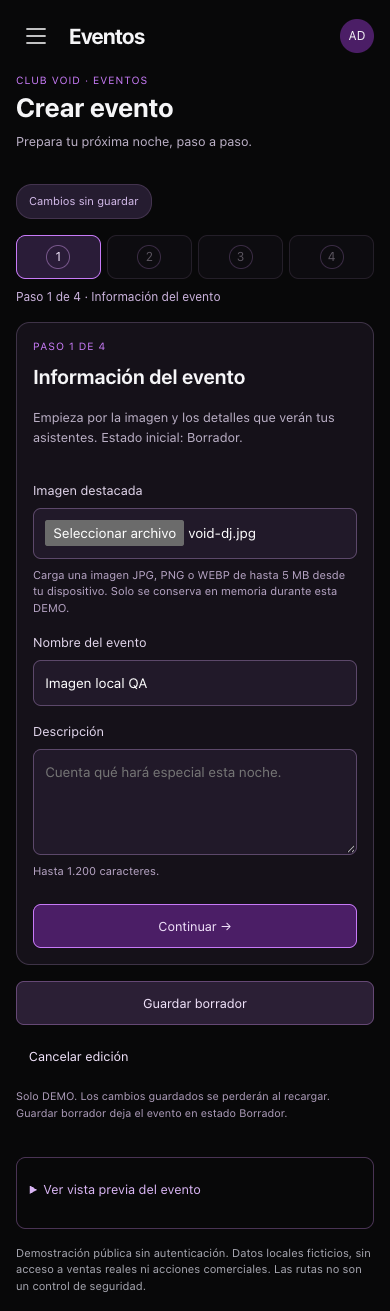 Eventos
AD
CLUB VOID · EVENTOS
Crear evento
Prepara tu próxima noche, paso a paso.
Cambios sin guardar
1
2
3
4
Paso 1 de 4 · Información del evento
PASO 1 DE 4
Información del evento
Empieza por la imagen y los detalles que verán tus
asistentes. Estado inicial: Borrador.
Imagen destacada
Seleccionar archivo void-dj.jpg
Carga una imagen JPG, PNG o WEBP de hasta 5 MB desde
tu dispositivo. Solo se conserva en memoria durante esta
DEMO.
Nombre del evento
Imagen local QA
Descripción
Cuenta qué hará especial esta noche.
Hasta 1.200 caracteres.
Continuar →
Guardar borrador
Cancelar edición
Solo DEMO. Los cambios guardados se perderán al recargar.
Guardar borrador deja el evento en estado Borrador.
▶ Ver vista previa del evento
Demostración pública sin autenticación. Datos locales ficticios, sin
acceso a ventas reales ni acciones comerciales. Las rutas no son
un control de seguridad.